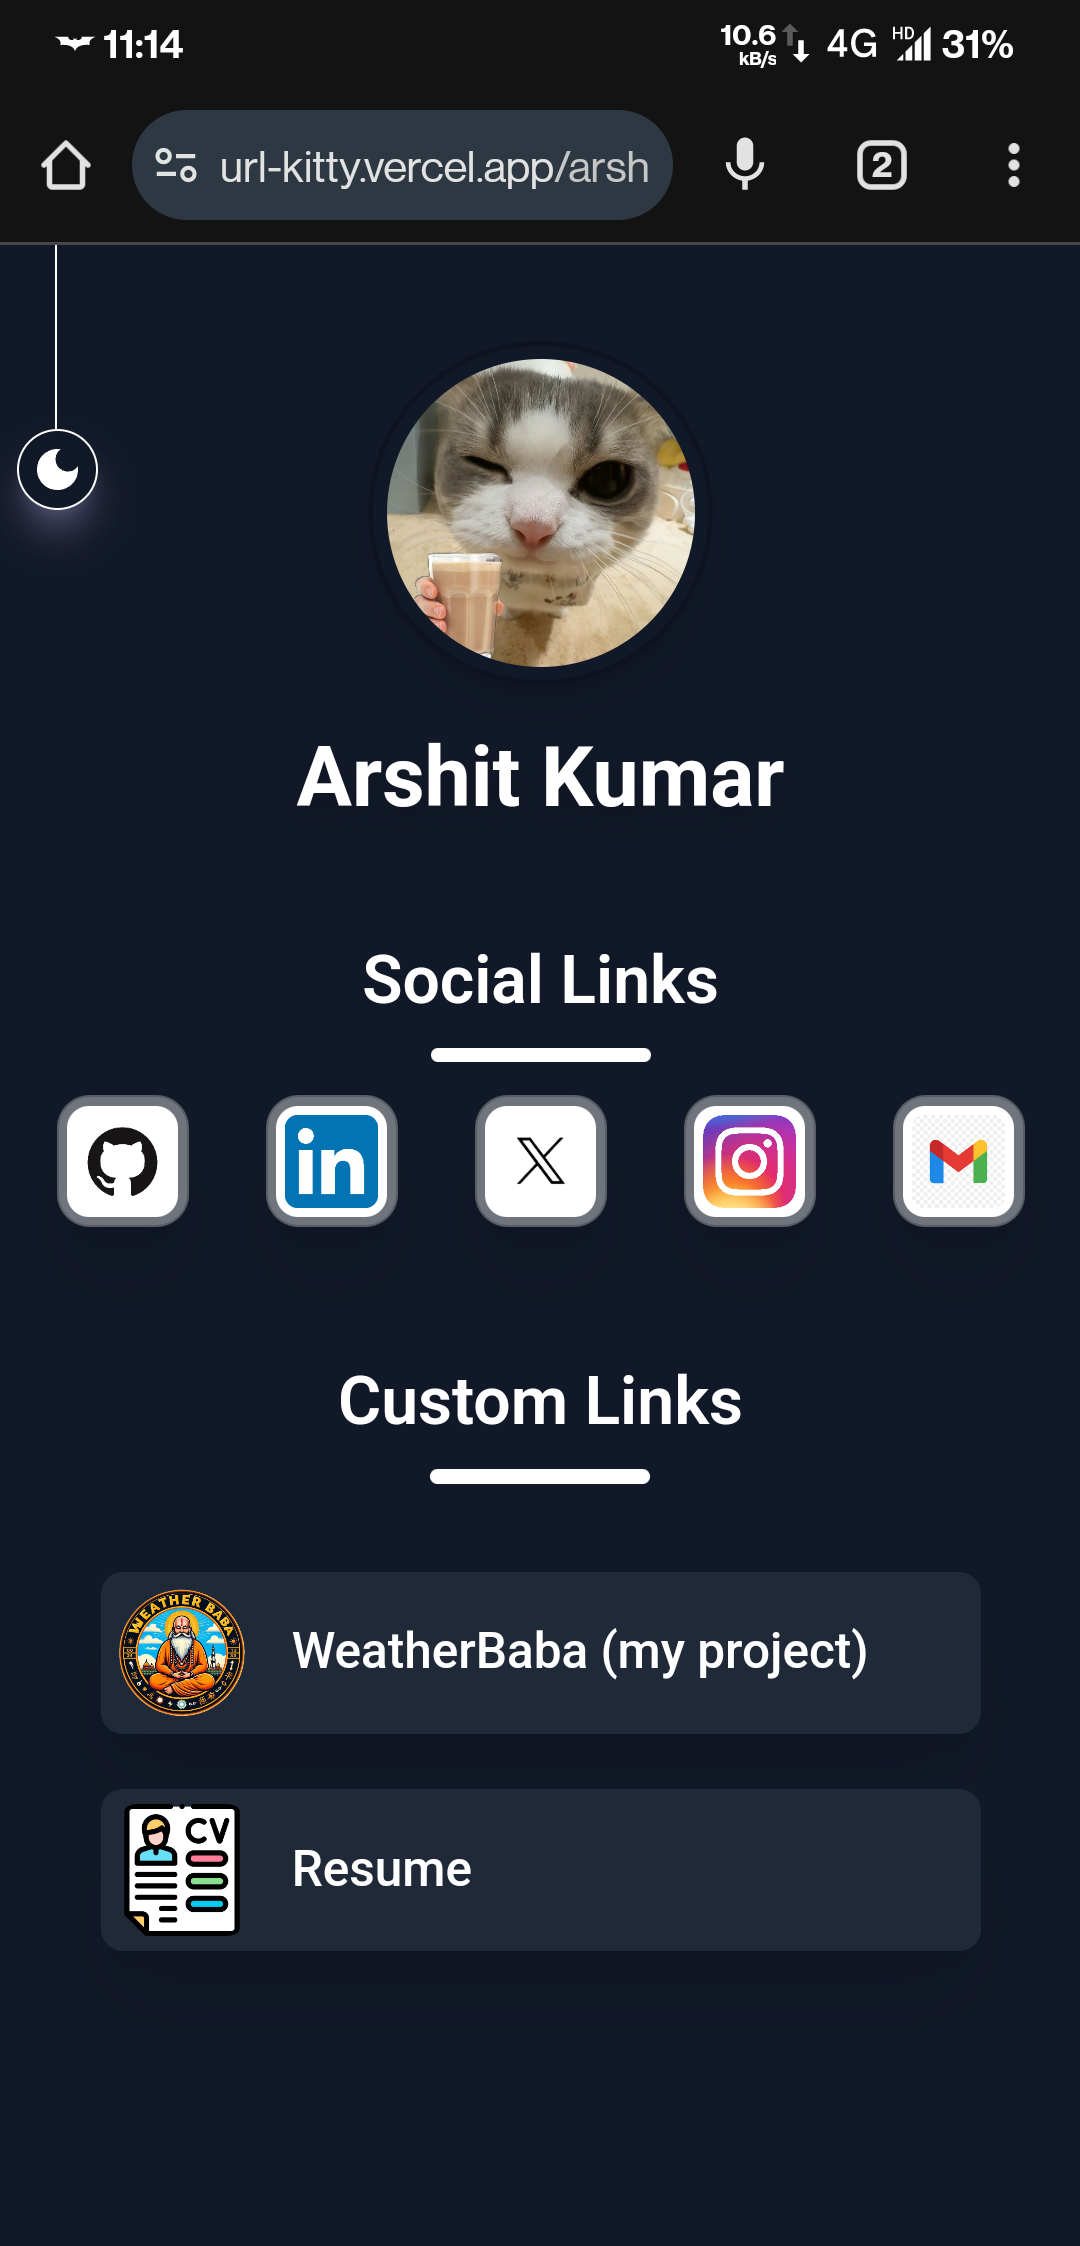 11:14
10.6 kB/s 4G HD 31%
url-kitty.vercel.app/arsh
2
Arshit Kumar
Social Links
in
X
M
Custom Links
WEATHER BABA
WeatherBaba (my project)
CV
Resume